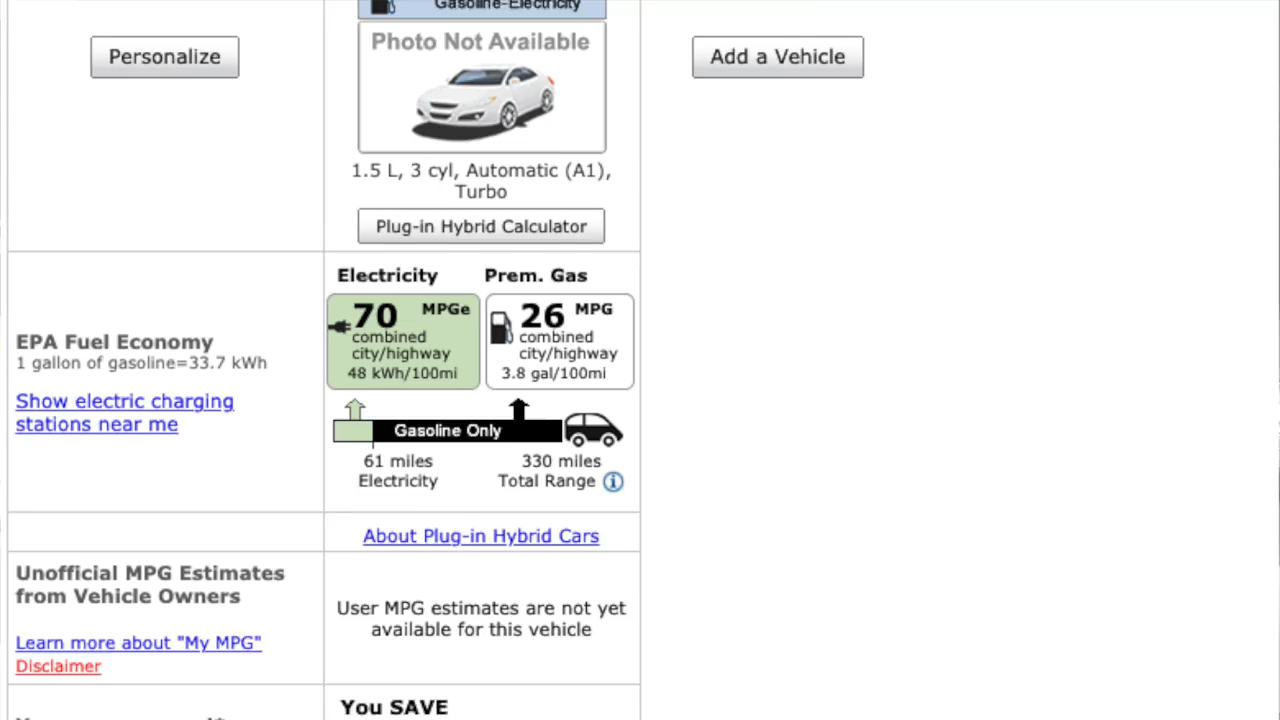 Gasoline-Electricity
Personalize
Photo Not Available
Add a Vehicle
1.5 L, 3 cyl, Automatic (A1),
Turbo
Plug-in Hybrid Calculator
Electricity Prem. Gas
70 MPGe
combined
city/highway
48 kWh/100mi
26 MPG
combined
city/highway
3.8 gal/100mi
EPA Fuel Economy
1 gallon of gasoline=33.7 kWh
Show electric charging
stations near me
Gasoline Only
61 miles
Electricity
330 miles
Total Range
About Plug-in Hybrid Cars
Unofficial MPG Estimates
from Vehicle Owners
Learn more about "My MPG"
Disclaimer
User MPG estimates are not yet
available for this vehicle
You SAVE